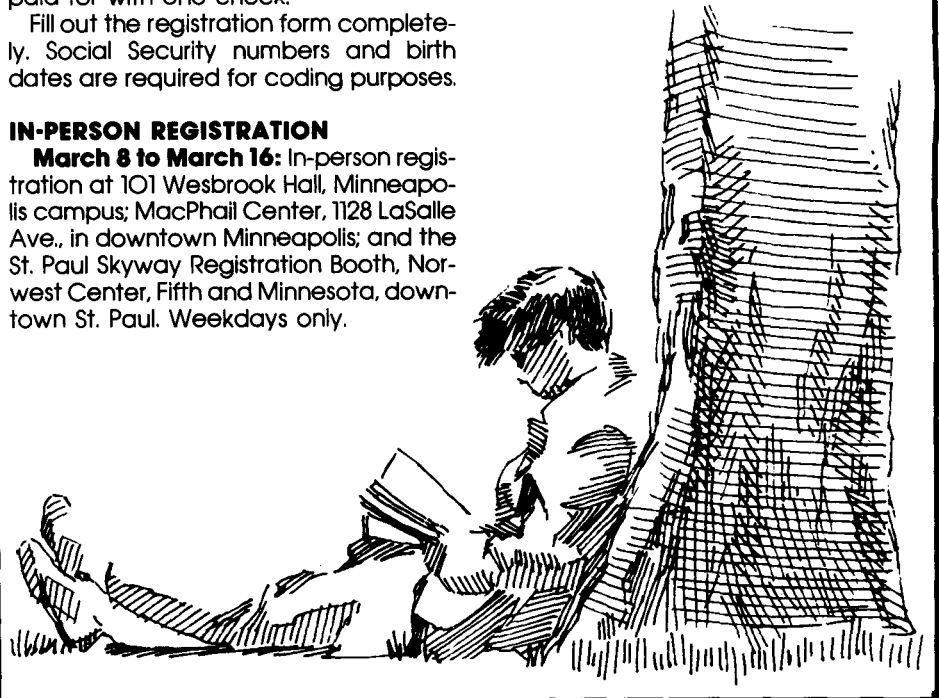 paid for with one check.
Fill out the registration form complete-
ly. Social Security numbers and birth
dates are required for coding purposes.
IN-PERSON REGISTRATION
March 8 to March 16: In-person regis-
tration at 101 Wesbrook Hall, Minneapo-
lis campus; MacPhail Center, 1128 LaSalle
Ave., in downtown Minneapolis; and the
St. Paul Skyway Registration Booth, Nor-
west Center, Fifth and Minnesota, down-
town St. Paul. Weekdays only.